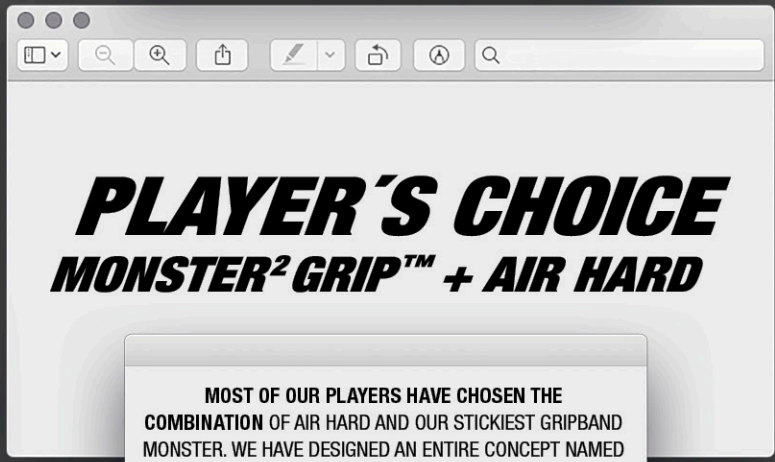 PLAYER´S CHOICE
MONSTER² GRIP™ + AIR HARD
MOST OF OUR PLAYERS HAVE CHOSEN THE
COMBINATION OF AIR HARD AND OUR STICKIEST GRIPBAND
MONSTER. WE HAVE DESIGNED AN ENTIRE CONCEPT NAMED